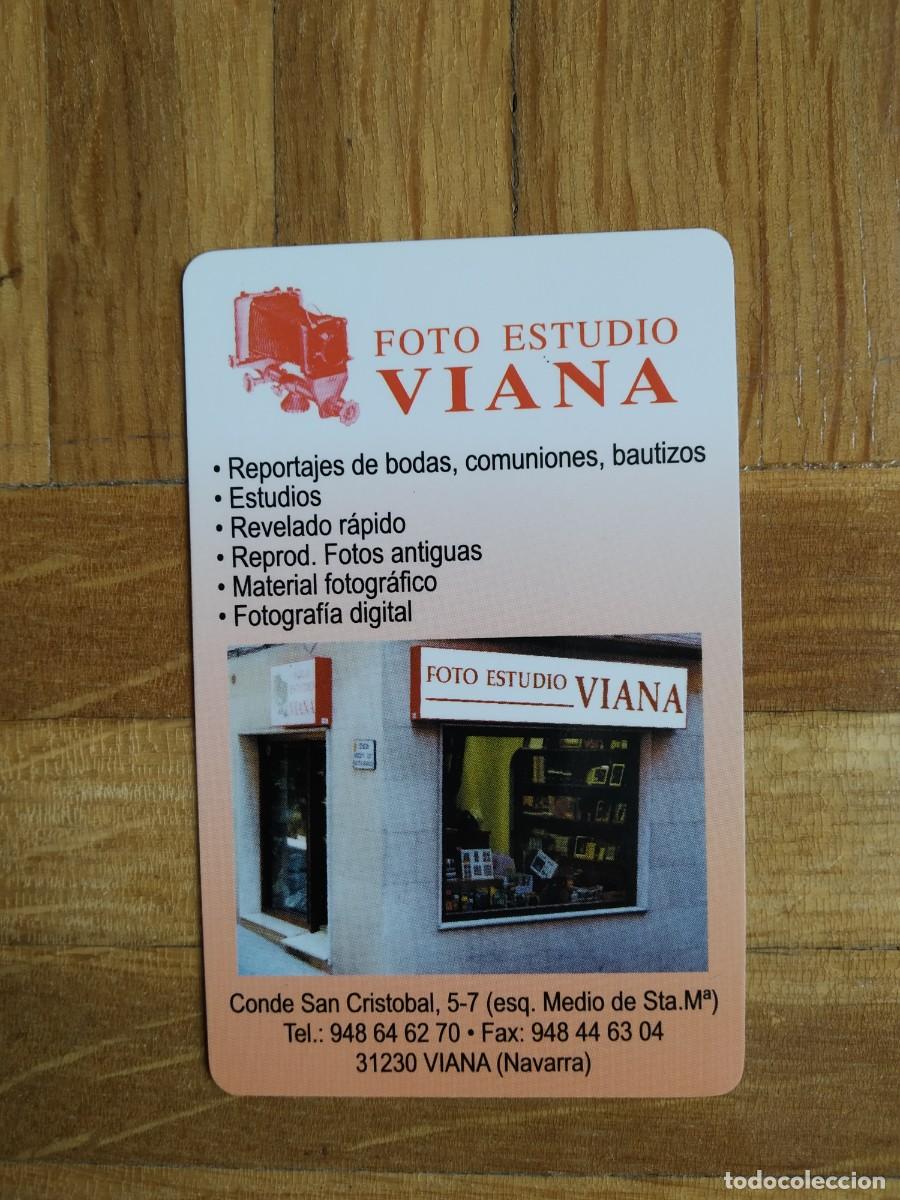 FOTO ESTUDIO
VIANA
• Reportajes de bodas, comuniones, bautizos
• Estudios
• Revelado rápido
• Reprod. Fotos antiguas
• Material fotográfico
• Fotografía digital
FOTO ESTUDIO VIANA
VIANA
Conde San Cristobal, 5-7 (esq. Medio de Sta.Mª)
Tel.: 948 64 62 70 • Fax: 948 44 63 04
31230 VIANA (Navarra)
todocoleccion